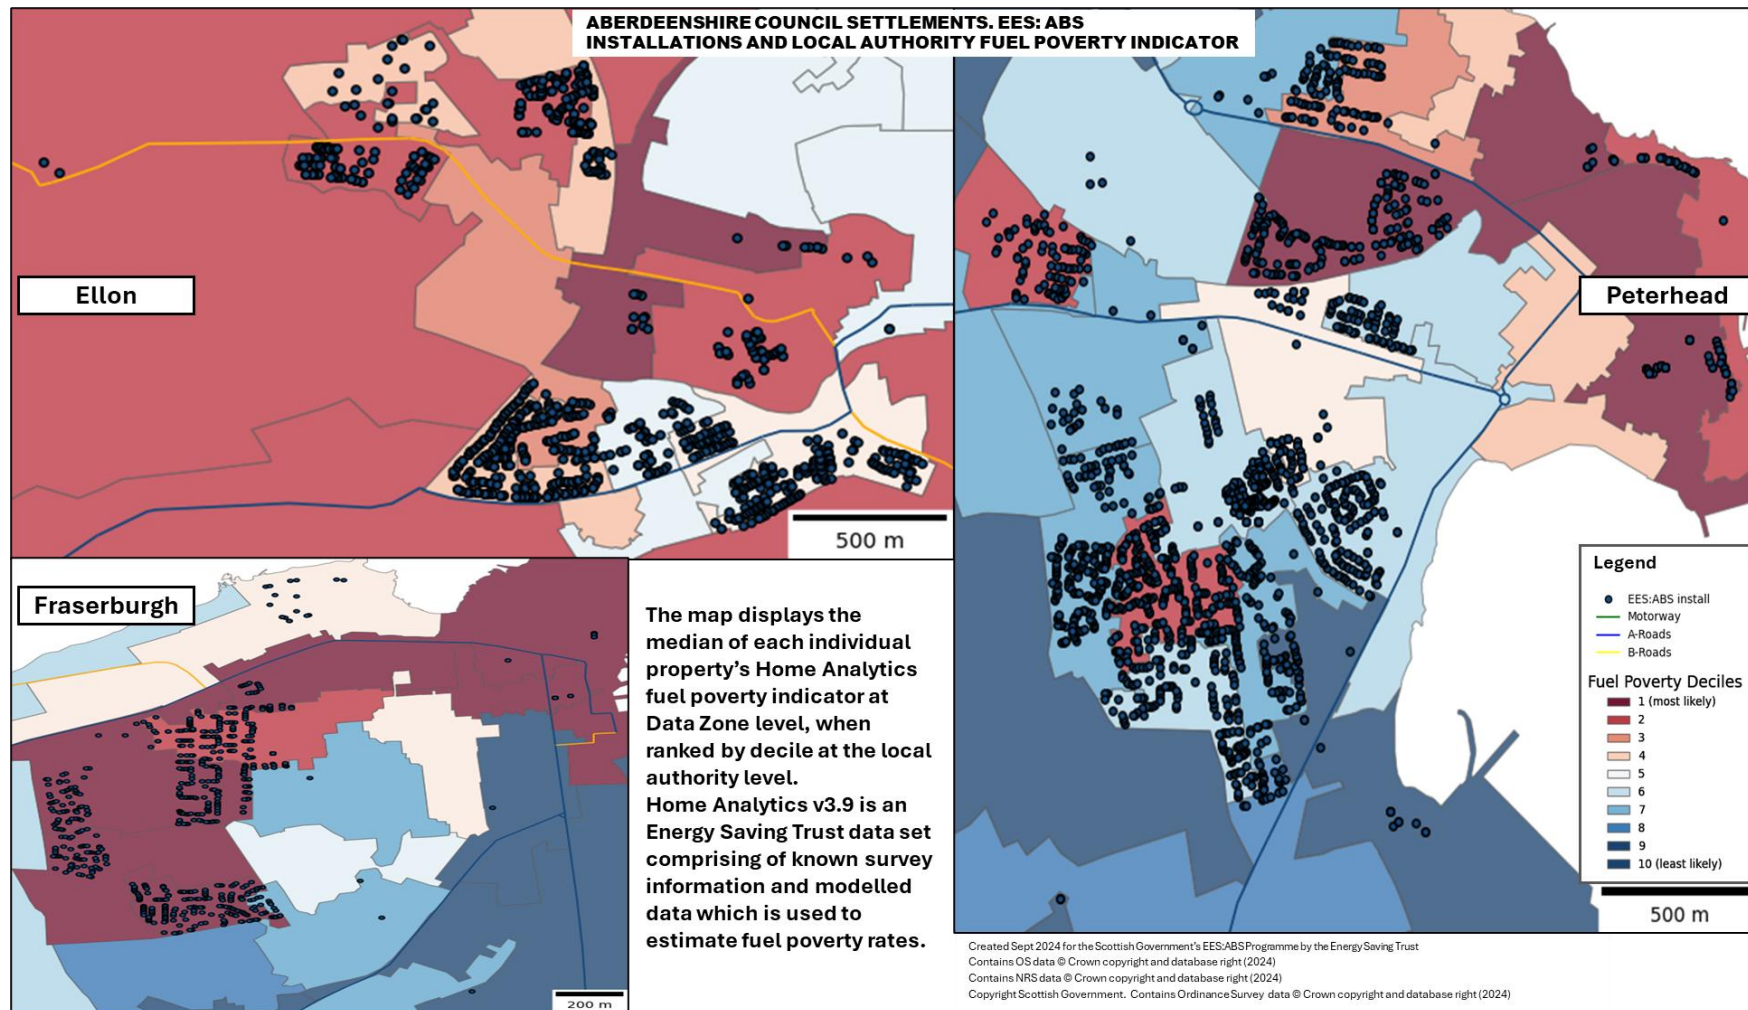 ABERDEENSHIRE COUNCIL SETTLEMENTS. EES: ABS
INSTALLATIONS AND LOCAL AUTHORITY FUEL POVERTY INDICATOR
Ellon
500 m
Peterhead
Legend
EES:ABS install
Motorway
A-Roads
B-Roads
Fuel Poverty Deciles
1 (most likely)
2
3
4
5
6
7
8
9
10 (least likely)
500 m
Fraserburgh
200 m
The map displays the
median of each individual
property’s Home Analytics
fuel poverty indicator at
Data Zone level, when
ranked by decile at the local
authority level.
Home Analytics v3.9 is an
Energy Saving Trust data set
comprising of known survey
information and modelled
data which is used to
estimate fuel poverty rates.
Created Sept 2024 for the Scottish Government’s EES:ABS Programme by the Energy Saving Trust
Contains OS data © Crown copyright and database right (2024)
Contains NRS data © Crown copyright and database right (2024)
Copyright Scottish Government. Contains Ordinance Survey data © Crown copyright and database right (2024)